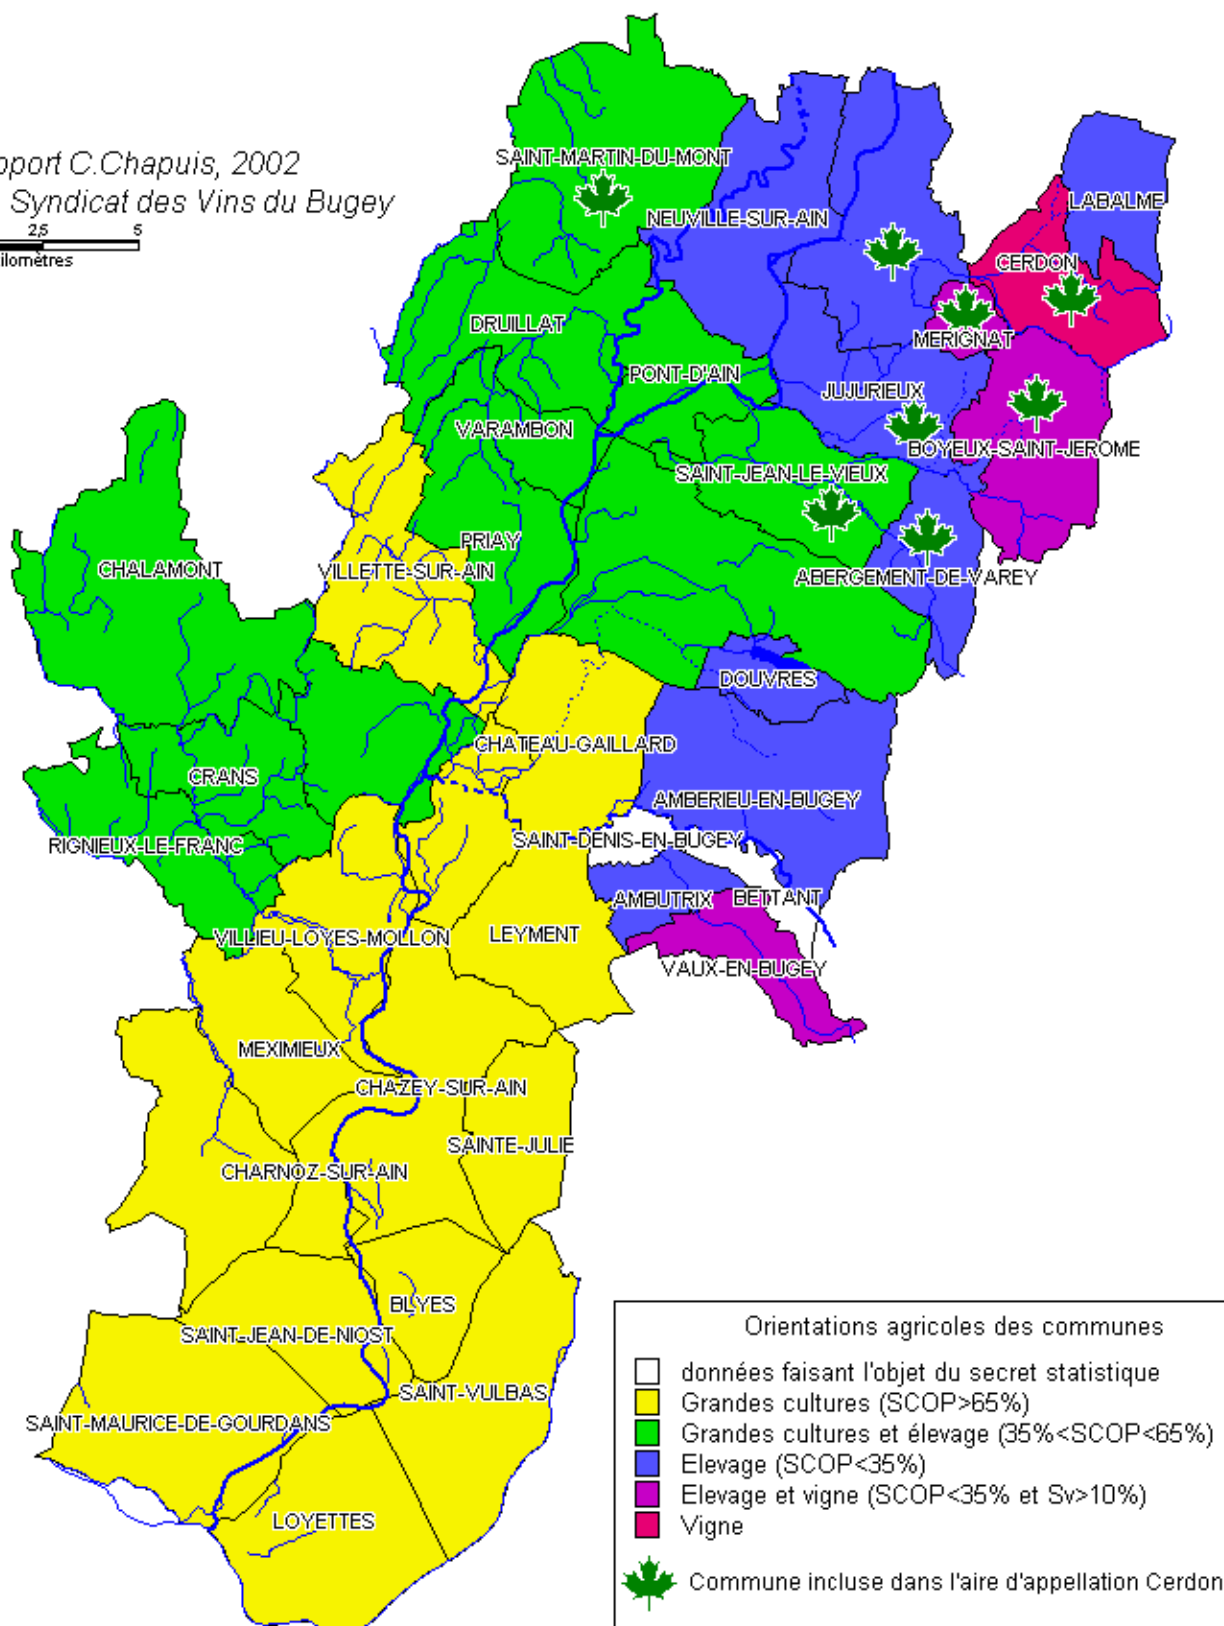 pport C.Chapuis, 2002
Syndicat des Vins du Bugey
25 5
ilomètres
SAINT-MARTIN-DU-MONT
NEUVILLE-SUR-AIN
LABALME
CERDON
DRUILLAT
MERIGNAT
PONT-D'AIN
JUJURIEUX
VARAMBON
BOYEUX-SAINT-JEROME
SAINT-JEAN-LE-VIEUX
PRIAY
CHALAMONT
VILLETTE-SUR-AIN
ABERGEMENT-DE-VAREY
DOUVRES
CHATEAU-GAILLARD
CRANS
AMBERIEU-EN-BUGEY
RIGNIEUX-LE-FRANC
SAINT-DENIS-EN-BUGEY
AMBUTRIX
BETTANT
VILLIEU-LOYES-MOLLON
LEYMENT
VAUX-EN-BUGEY
MEXIMIEUX
CHAZEY-SUR-AIN
SAINTE-JULIE
CHARNOZ-SUR-AIN
BLYES
SAINT-JEAN-DE-NIOST
SAINT-VULBAS
SAINT-MAURICE-DE-GOURDANS
LOYETTES
Orientations agricoles des communes
données faisant l'objet du secret statistique
Grandes cultures (SCOP>65%)
Grandes cultures et élevage (35%<SCOP<65%)
Elevage (SCOP<35%)
Elevage et vigne (SCOP<35% et Sv>10%)
Vigne
Commune incluse dans l'aire d'appellation Cerdon